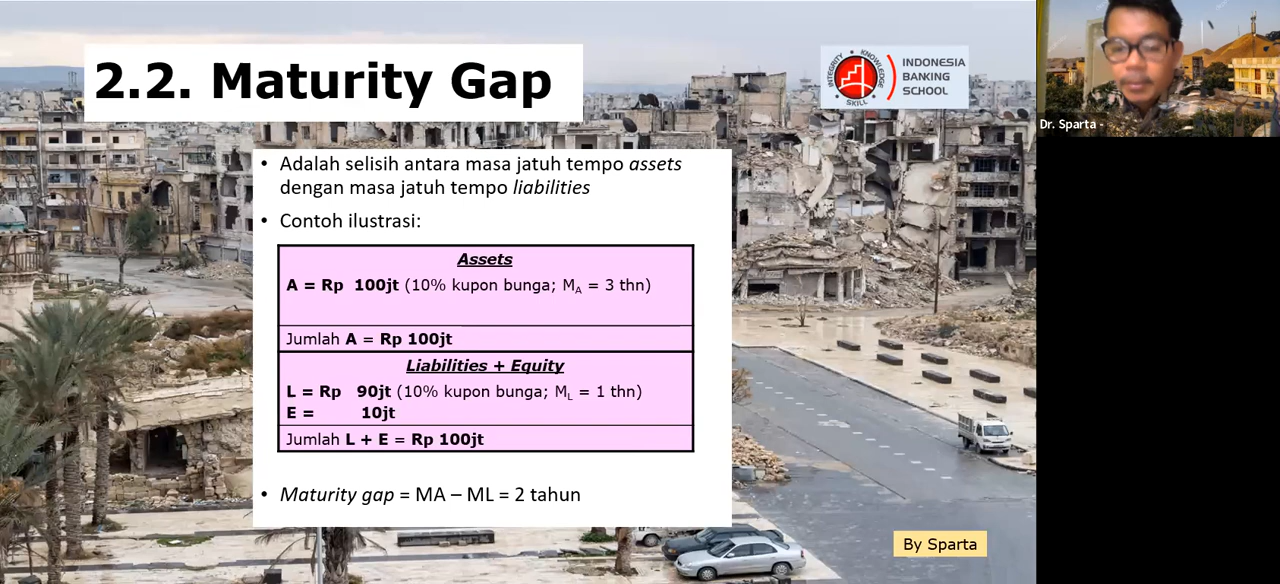 2.2. Maturity Gap
INTEGRITY
KNOWLEDGE
SKILL
INDONESIA
BANKING
SCHOOL
Dr. Sparta -
• Adalah selisih antara masa jatuh tempo assets
dengan masa jatuh tempo liabilities
• Contoh ilustrasi:
Assets
A = Rp 100jt (10% kupon bunga; MA = 3 thn)
Jumlah A = Rp 100jt
Liabilities + Equity
L = Rp 90jt (10% kupon bunga; ML = 1 thn)
E = 10jt
Jumlah L + E = Rp 100jt
• Maturity gap = MA – ML = 2 tahun
By Sparta